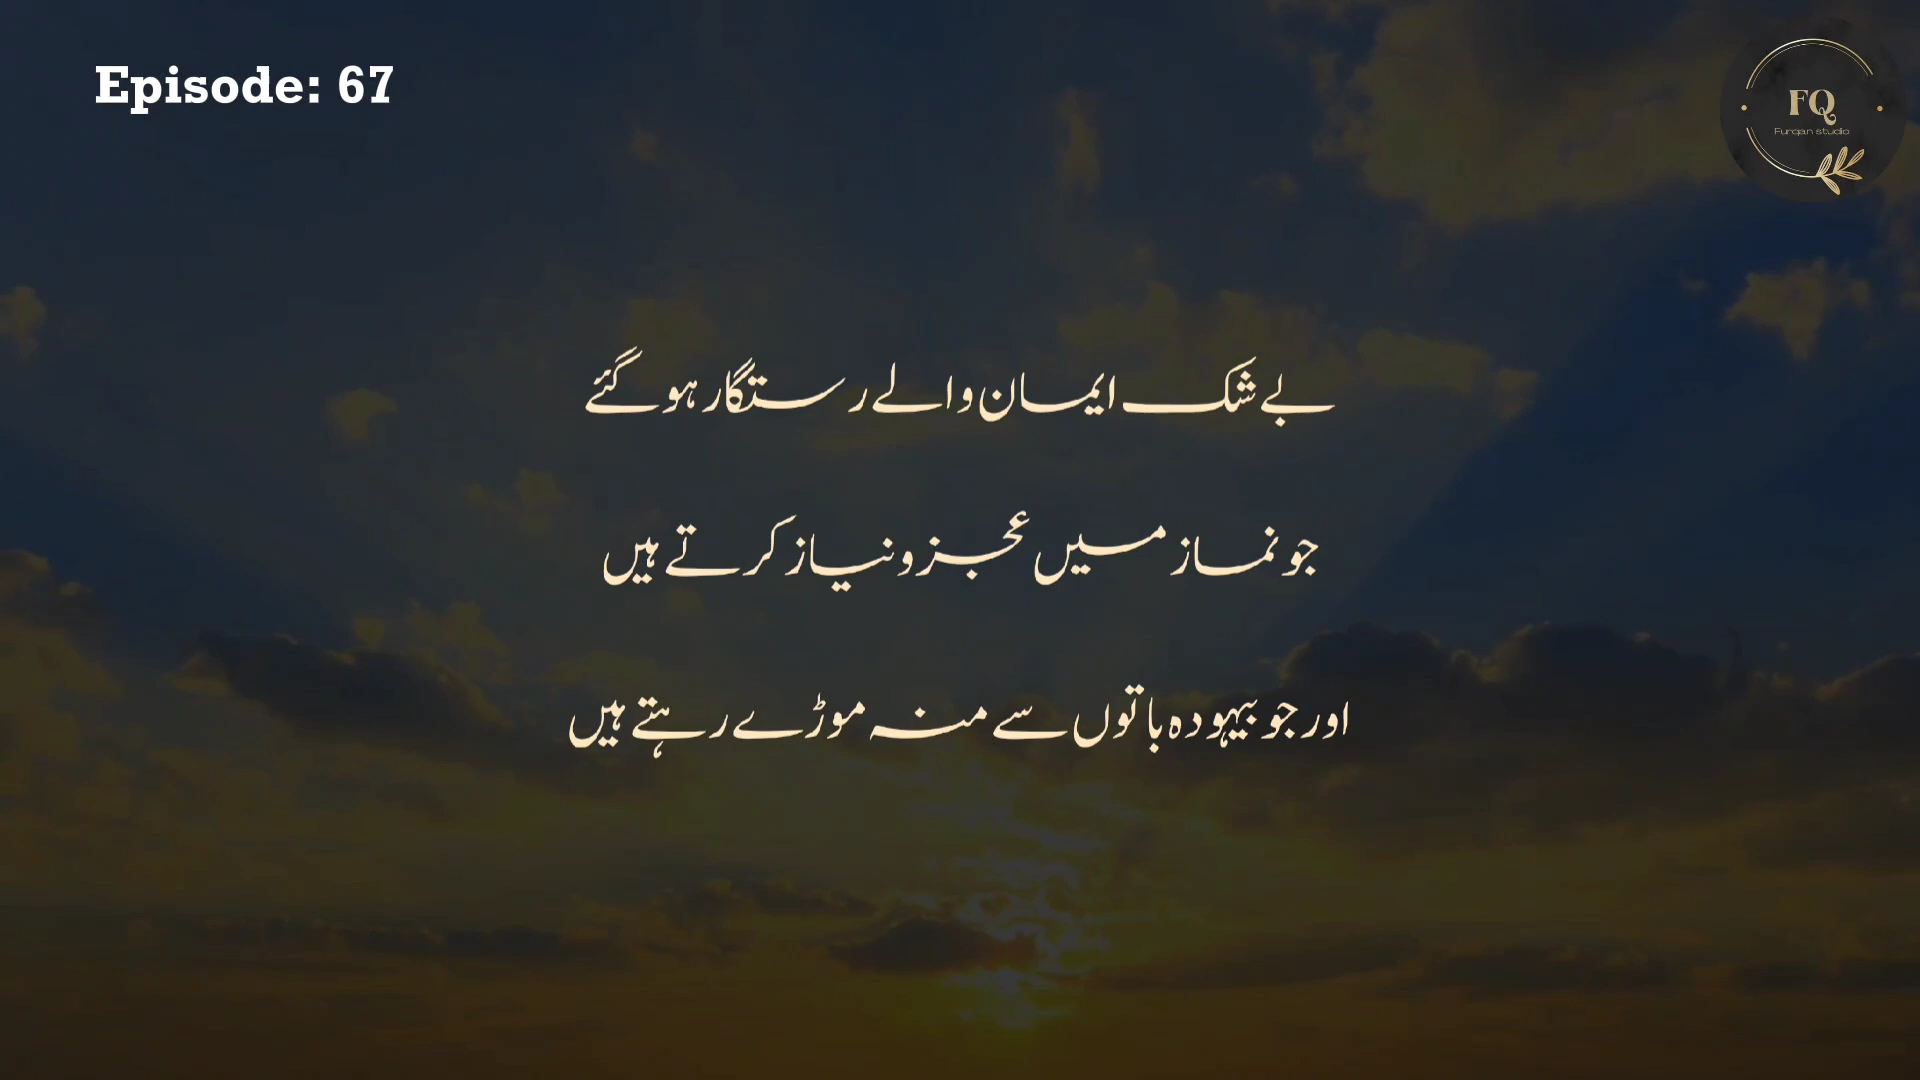 Episode: 67
FQ
Furqan studio
بے شک ایمان والے رستگار ہو گئے
جو نماز میں عجز و نیاز کرتے ہیں
اور جو بیہودہ باتوں سے منہ موڑے رہتے ہیں